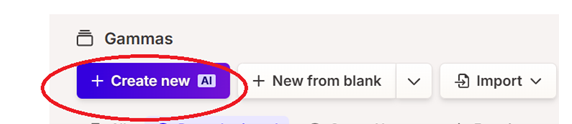 Gammas
+ Create new AI
+ New from blank
Import